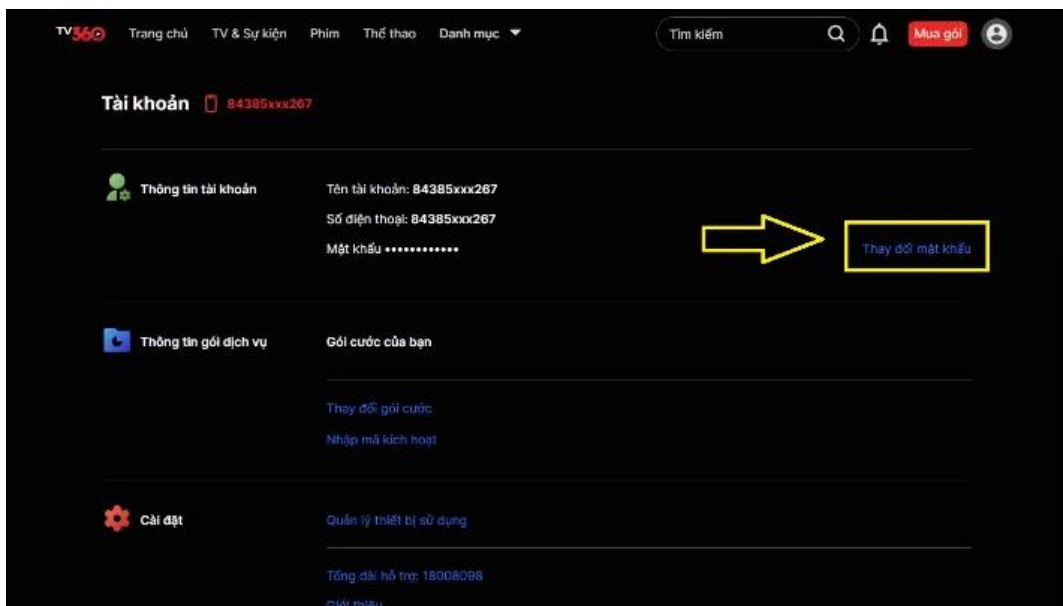 TV360 Trang chủ TV & Sự kiện Phim Thể thao Danh mục Tìm kiếm Mua gói
Tài khoản 84385xxx267
Thông tin tài khoản Tên tài khoản: 84385xxx267
Số điện thoại: 84385xxx267
Mật khẩu ••••••••••••
Thay đổi mật khẩu
Thông tin gói dịch vụ Gói cước của bạn
Thay đổi gói cước
Nhập mã kích hoạt
Cài đặt Quản lý thiết bị sử dụng
Tổng đài hỗ trợ: 18008098
Giới thiệu